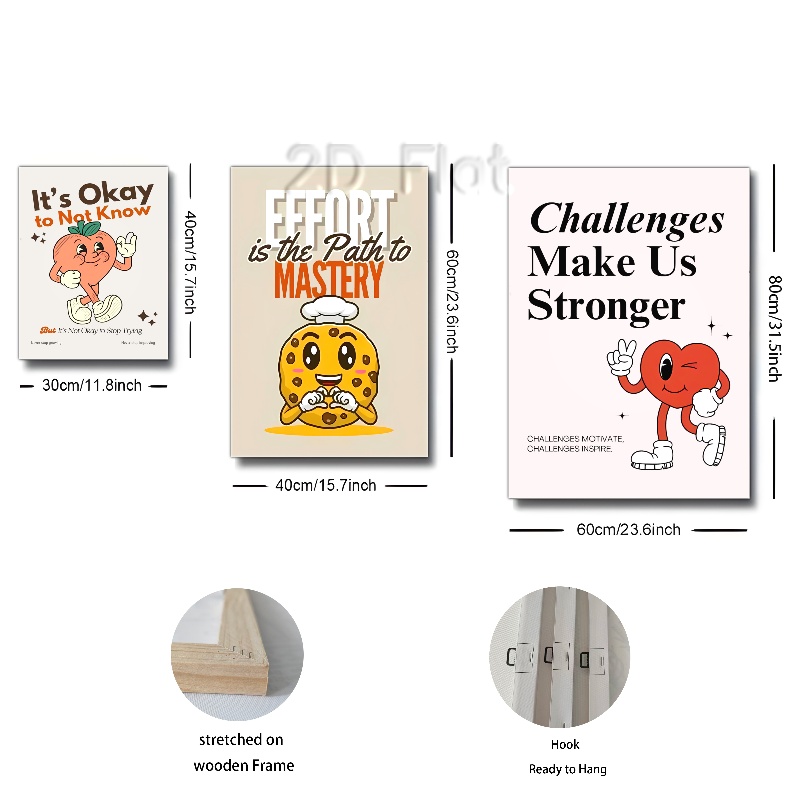 2D Flat
It's Okay
to Not Know
But It's Not Okay to Stop Trying
40cm/15.7inch
30cm/11.8inch
EFFORT
is the Path to
MASTERY
60cm/23.6inch
40cm/15.7inch
Challenges
Make Us
Stronger
CHALLENGES MOTIVATE,
CHALLENGES INSPIRE.
80cm/31.5inch
60cm/23.6inch
stretched on
wooden Frame
Hook
Ready to Hang